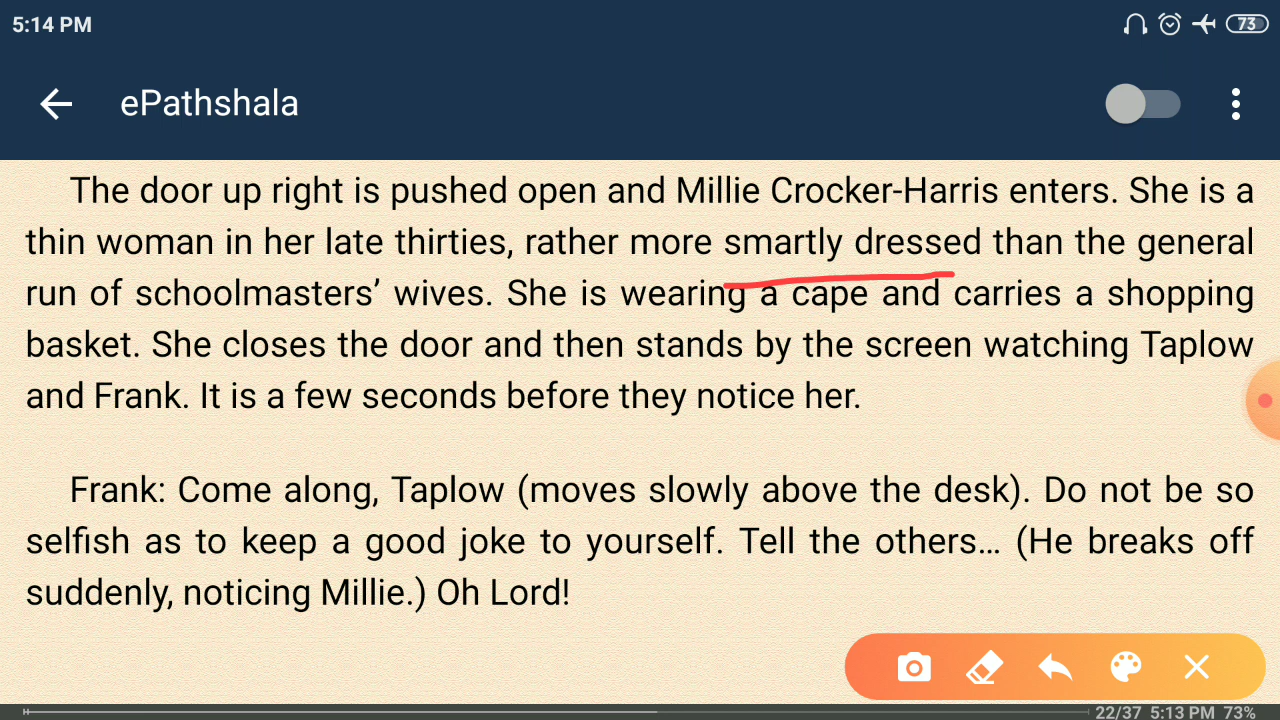 5:14 PM
73
ePathshala
The door up right is pushed open and Millie Crocker-Harris enters. She is a
thin woman in her late thirties, rather more smartly dressed than the general
run of schoolmasters’ wives. She is wearing a cape and carries a shopping
basket. She closes the door and then stands by the screen watching Taplow
and Frank. It is a few seconds before they notice her.
Frank: Come along, Taplow (moves slowly above the desk). Do not be so
selfish as to keep a good joke to yourself. Tell the others… (He breaks off
suddenly, noticing Millie.) Oh Lord!
22/37 5:13 PM 73%